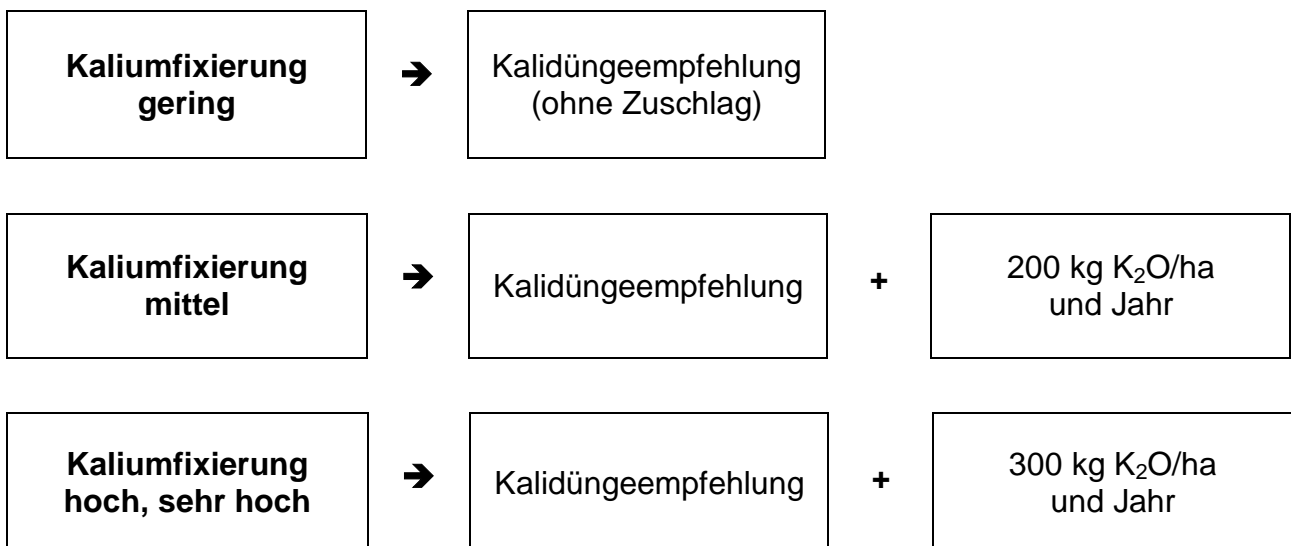 Kaliumfixierung
gering
➔
Kalidüngeempfehlung
(ohne Zuschlag)
Kaliumfixierung
mittel
➔
Kalidüngeempfehlung
+
200 kg K₂O/ha
und Jahr
Kaliumfixierung
hoch, sehr hoch
➔
Kalidüngeempfehlung
+
300 kg K₂O/ha
und Jahr